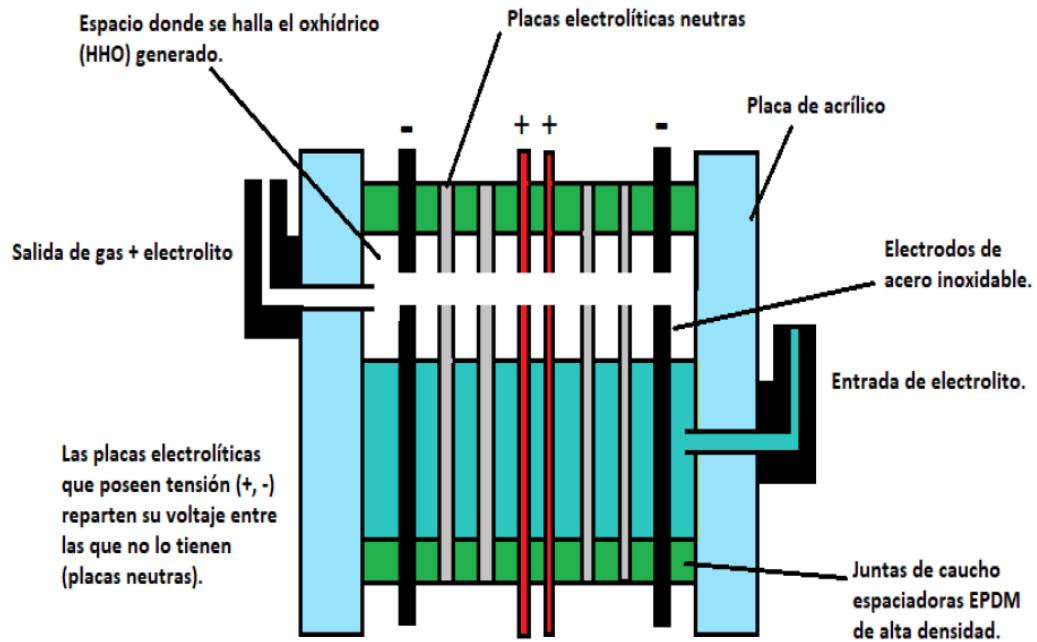 Espacio donde se halla el oxhídrico
(HHO) generado.
Placas electrolíticas neutras
Placa de acrílico
- + + -
Salida de gas + electrolito
Electrodos de
acero inoxidable.
Entrada de electrolito.
Las placas electrolíticas
que poseen tensión (+, -)
reparten su voltaje entre
las que no lo tienen
(placas neutras).
Juntas de caucho
espaciadoras EPDM
de alta densidad.